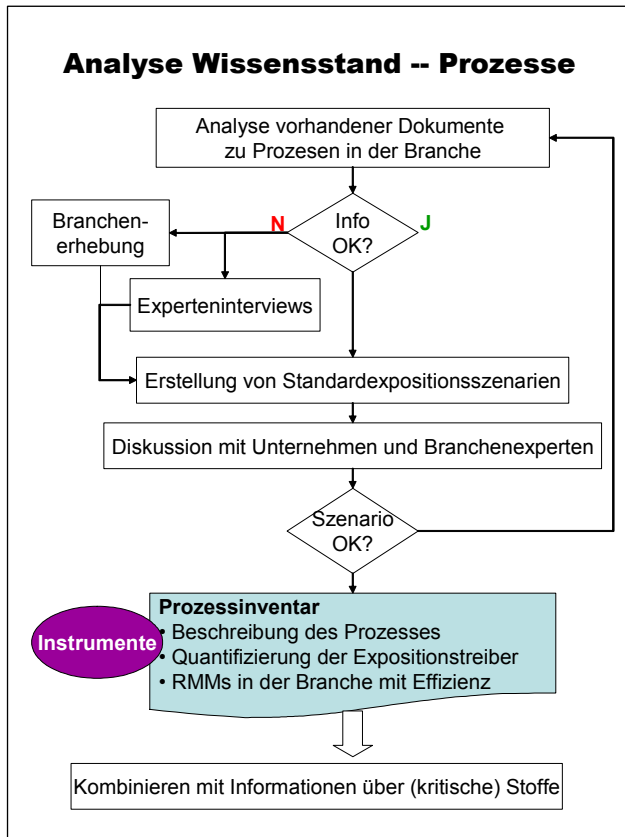 Analyse Wissensstand -- Prozesse
Analyse vorhandener Dokumente
zu Prozesen in der Branche
Branchen-
erhebung
N
Info
OK?
J
Experteninterviews
Erstellung von Standardexpositionsszenarien
Diskussion mit Unternehmen und Branchenexperten
Szenario
OK?
Instrumente
Prozessinventar
• Beschreibung des Prozesses
• Quantifizierung der Expositionstreiber
• RMMs in der Branche mit Effizienz
Kombinieren mit Informationen über (kritische) Stoffe